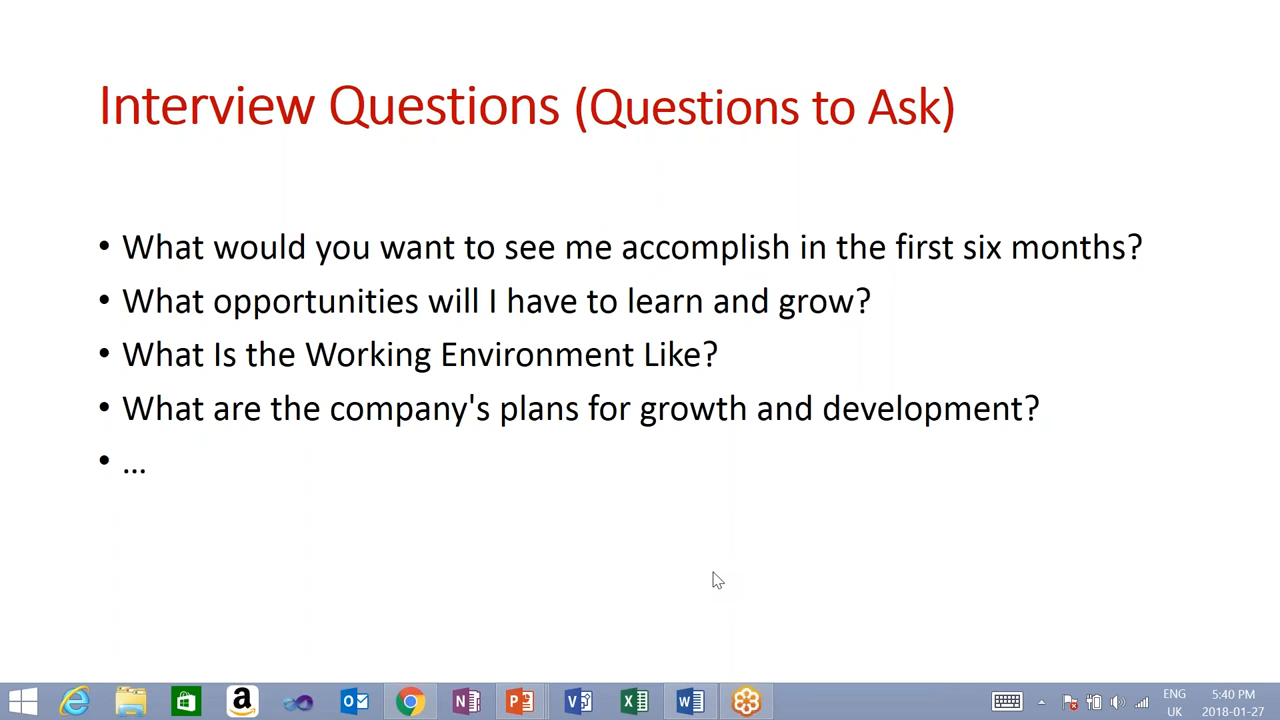 Interview Questions (Questions to Ask)
• What would you want to see me accomplish in the first six months?
• What opportunities will I have to learn and grow?
• What Is the Working Environment Like?
• What are the company's plans for growth and development?
• ...
ENG 5:40 PM
UK 2018-01-27